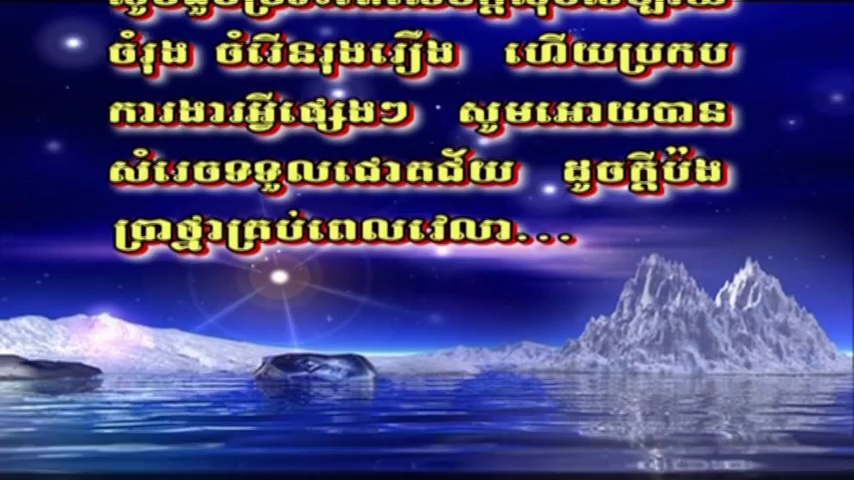 ចំរុង ចំរើនរុងរឿង ហើយប្រកប
ការងារអ្វីផ្សេងៗ សូមអោយបាន
សំរេចទទួលជោគជ័យ ដូចក្ដីប៉ង
ប្រាថ្នាគ្រប់ពេលវេលា...